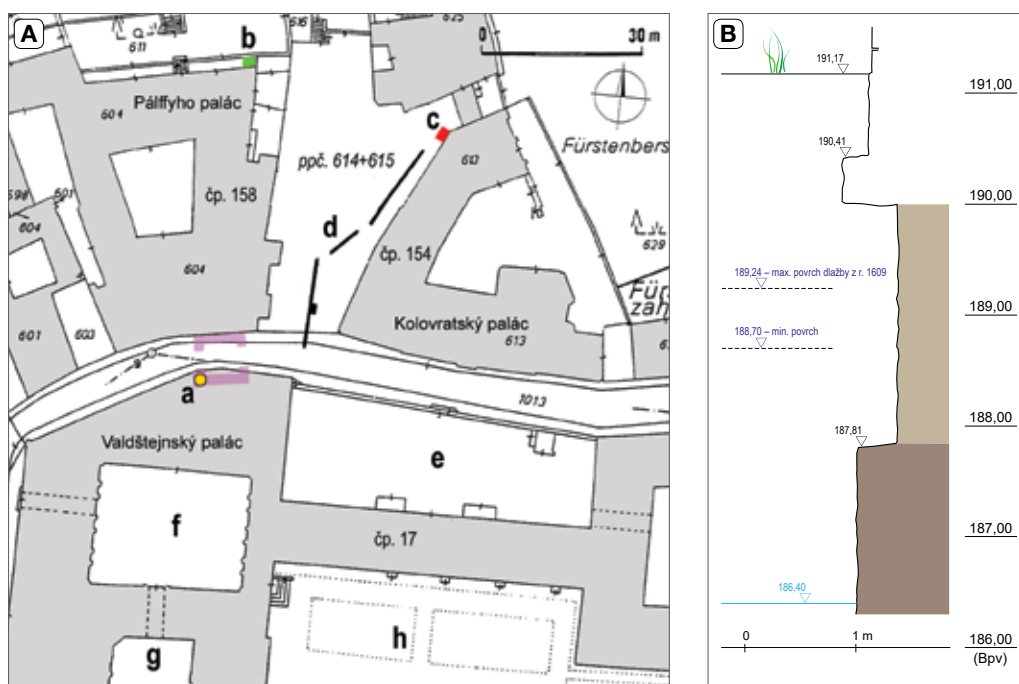 A
611
616
625
0 30 m
b
Pálffyho palác
604
c
Fürstenbers
ppč. 614+615
612
598
601
čp. 158
604
d
čp. 154
629
604
Kolovratský palác
613
601
603
1013
a
Valdštejnský palác
e
f
čp. 17
h
g
B
191,17
191,00
190,41
190,00
189,24 – max. povrch dlažby z r. 1609
189,00
188,70 – min. povrch
188,00
187,81
187,00
186,40
0 1 m
186,00
(Bpv)